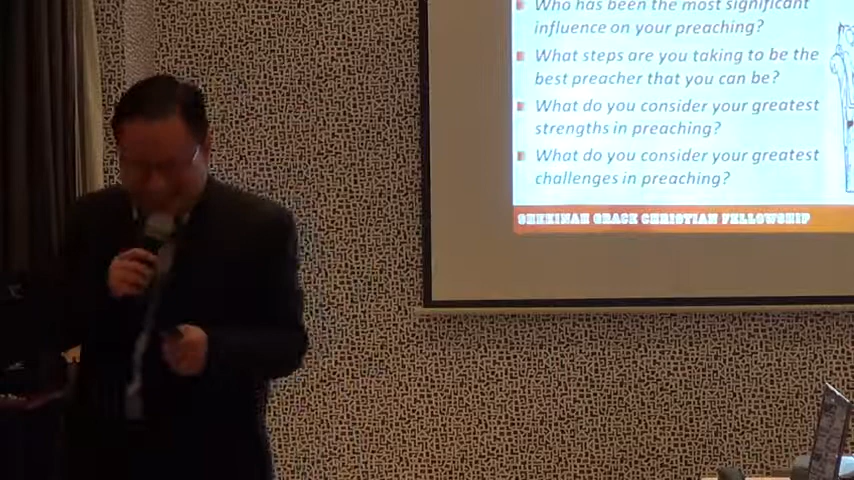 Who has been the most significant
influence on your preaching?
What steps are you taking to be the
best preacher that you can be?
What do you consider your greatest
strengths in preaching?
What do you consider your greatest
challenges in preaching?
SHEKINAH GRACE CHRISTIAN FELLOWSHIP